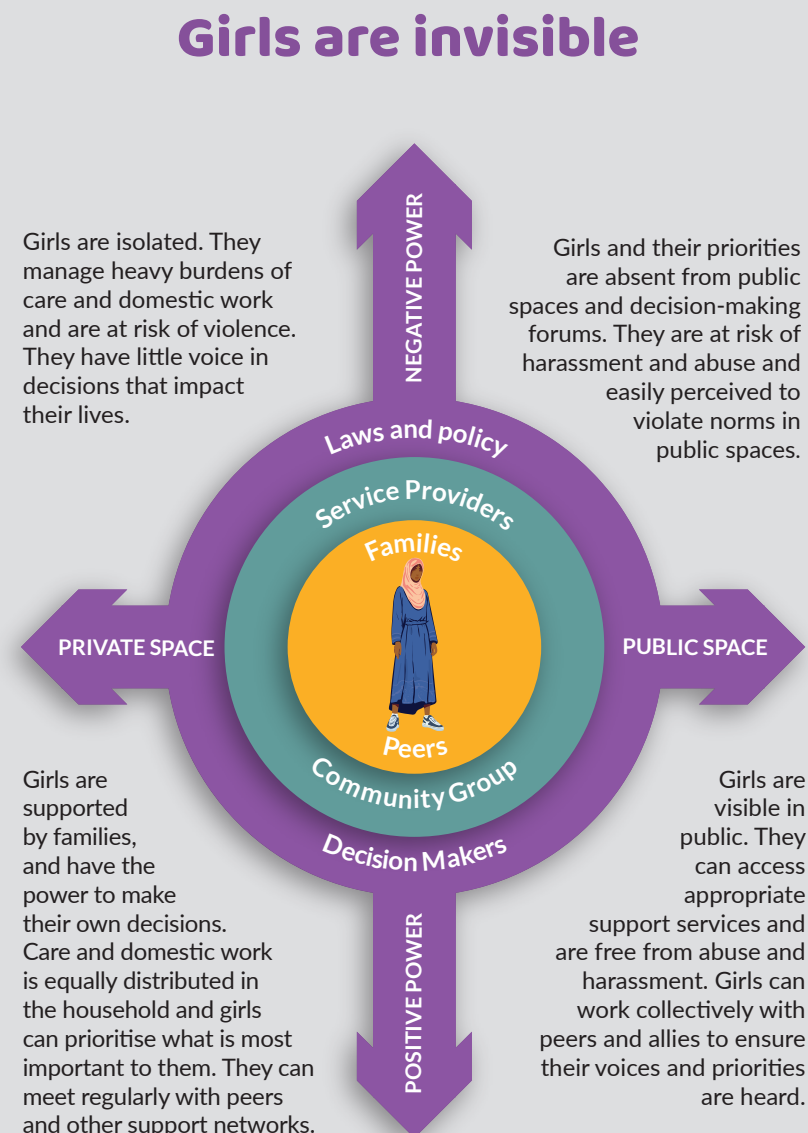 Girls are invisible
Girls are isolated. They
manage heavy burdens of
care and domestic work
and are at risk of violence.
They have little voice in
decisions that impact
their lives.
NEGATIVE POWER
Girls and their priorities
are absent from public
spaces and decision-making
forums. They are at risk of
harassment and abuse and
easily perceived to
violate norms in
public spaces.
Laws and policy
Service Providers
Families
PRIVATE SPACE
PUBLIC SPACE
Peers
Community Group
Decision Makers
Girls are
supported
by families,
and have the
power to make
their own decisions.
Care and domestic work
is equally distributed in
the household and girls
can prioritise what is most
important to them. They can
meet regularly with peers
and other support networks.
POSITIVE POWER
Girls are
visible in
public. They
can access
appropriate
support services and
are free from abuse and
harassment. Girls can
work collectively with
peers and allies to ensure
their voices and priorities
are heard.